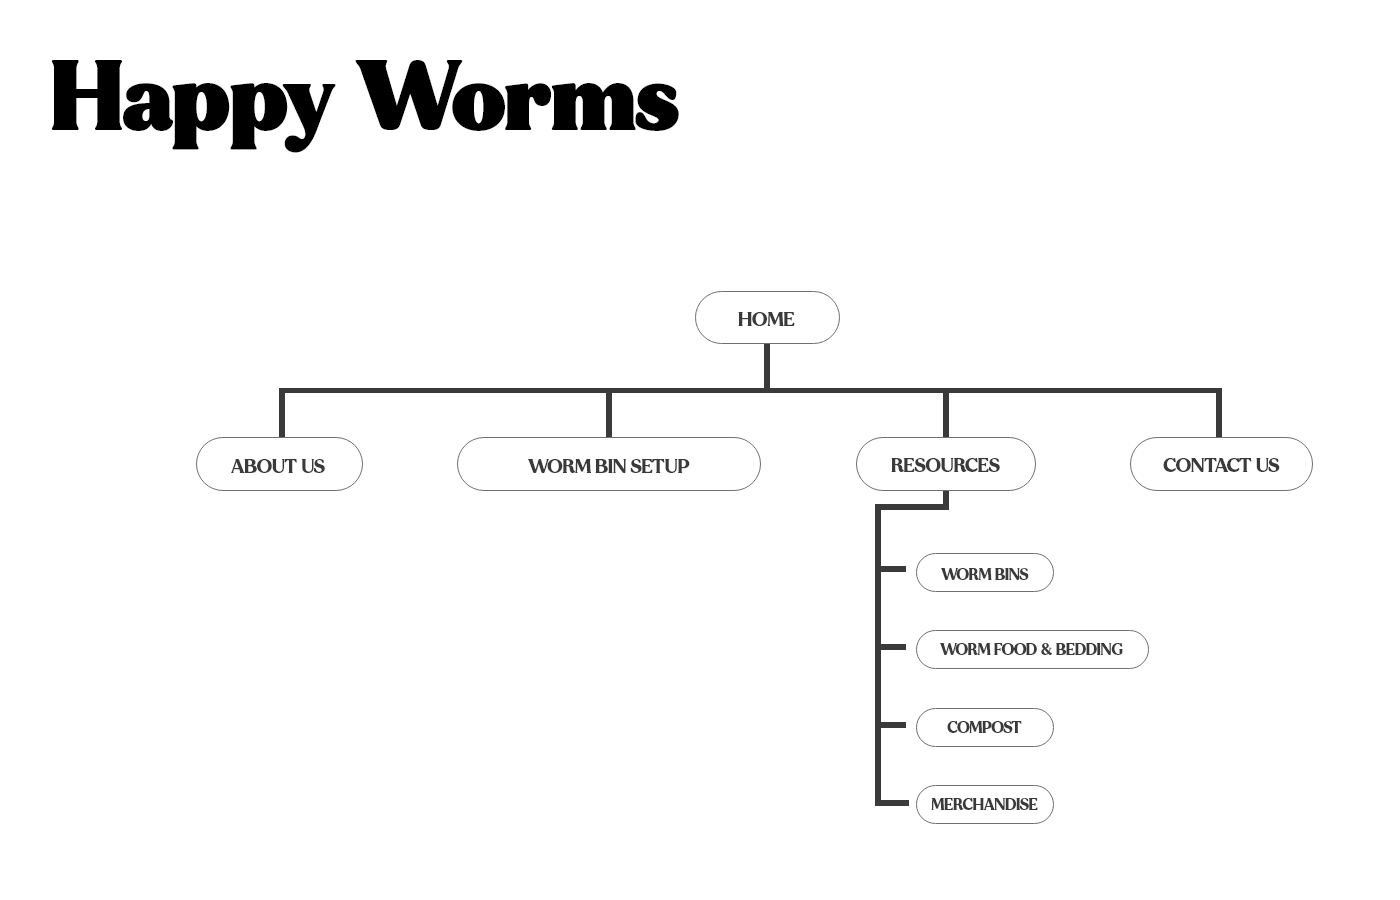 Happy Worms
HOME
ABOUT US
WORM BIN SETUP
RESOURCES
CONTACT US
WORM BINS
WORM FOOD & BEDDING
COMPOST
MERCHANDISE